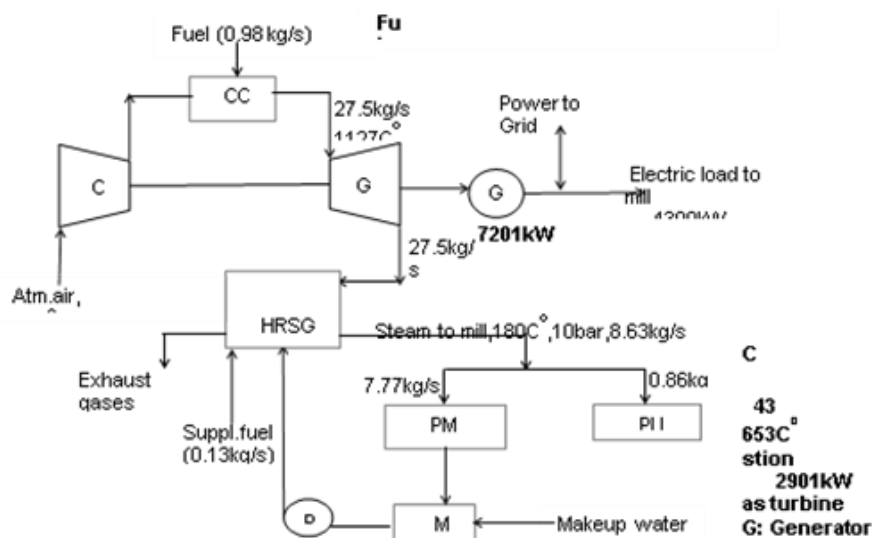 Fuel (0.98 kg/s)
Fu
CC
27.5kg/s
1127C°
Power to
Grid
C
G
G
Electric load to
mill
7201kW
27.5kg/
s
Atm.air,
HRSG
Steam to mill,180C°,10bar,8.63kg/s
Exhaust
gases
7.77kg/s
C
Suppl.fuel
(0.13kg/s)
PM
43
653C°
stion
2901kW
as turbine
M
Makeup water
G: Generator